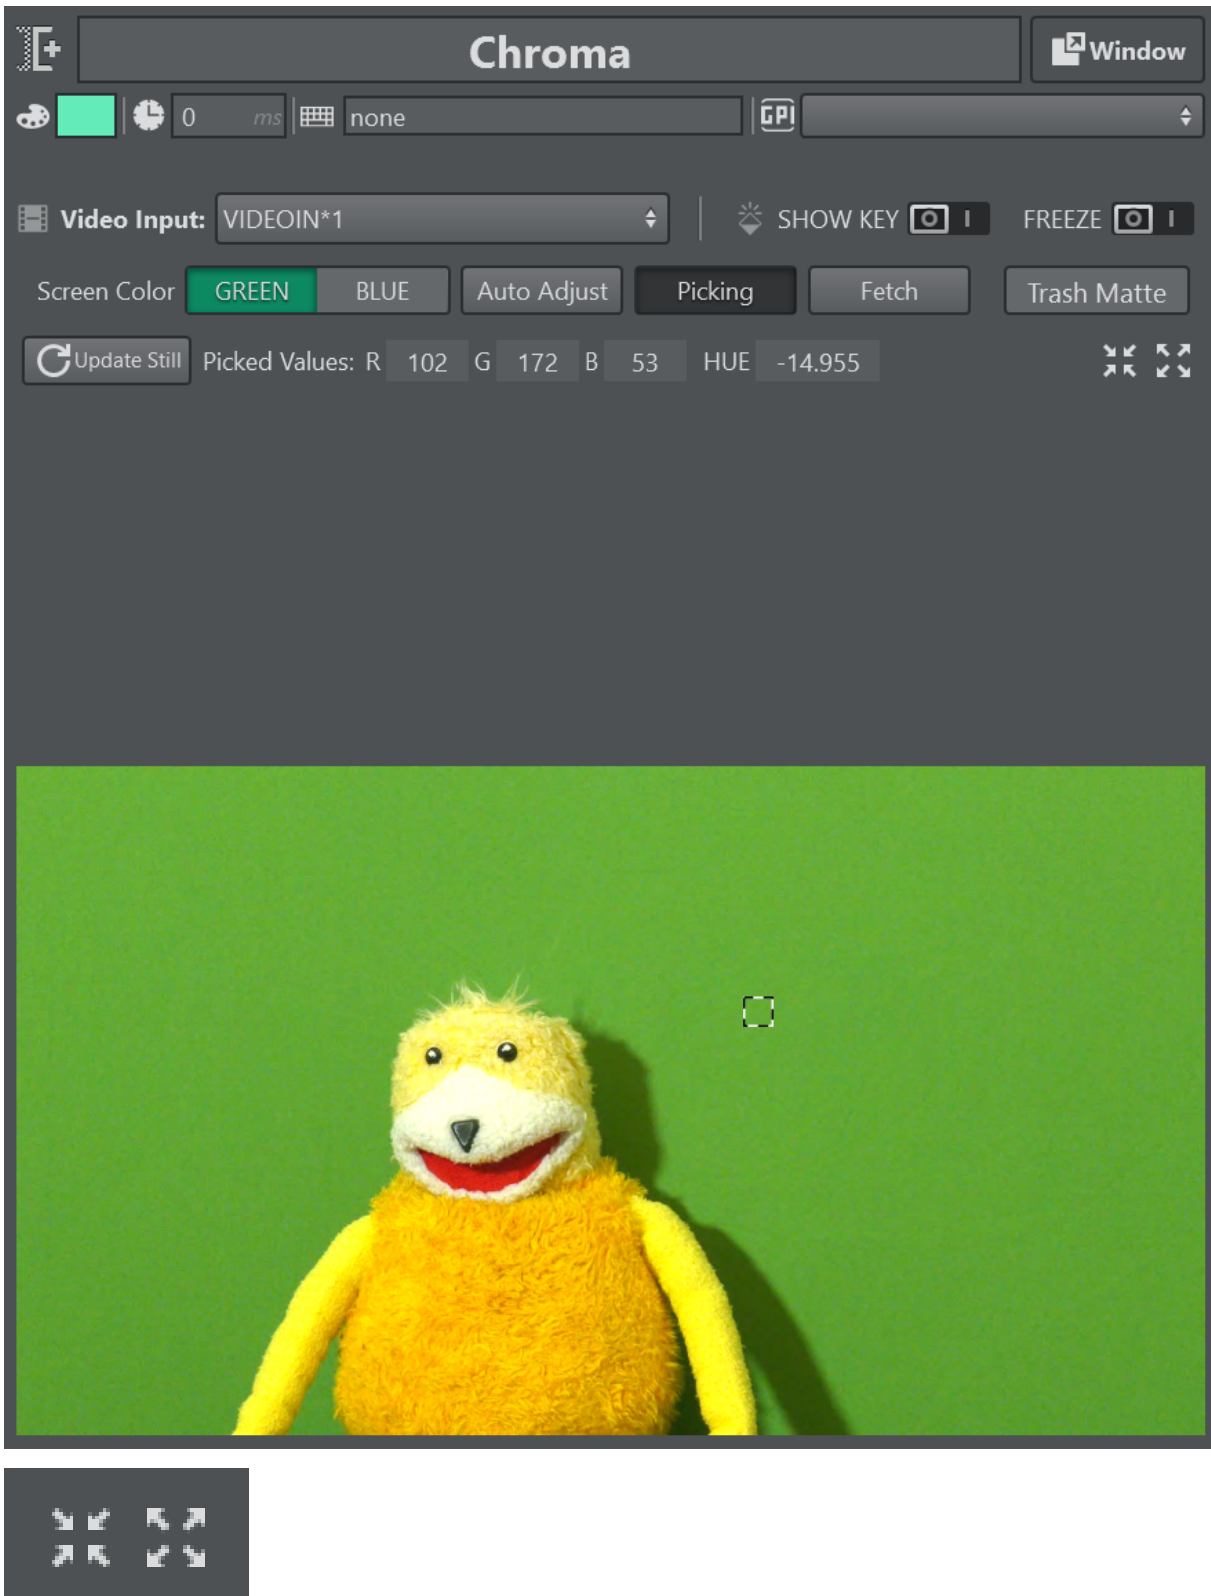 Chroma
Window
0 ms none GPI
Video Input: VIDEOIN*1 SHOW KEY O I FREEZE O I
Screen Color GREEN BLUE Auto Adjust Picking Fetch Trash Matte
Update Still Picked Values: R 102 G 172 B 53 HUE -14.955